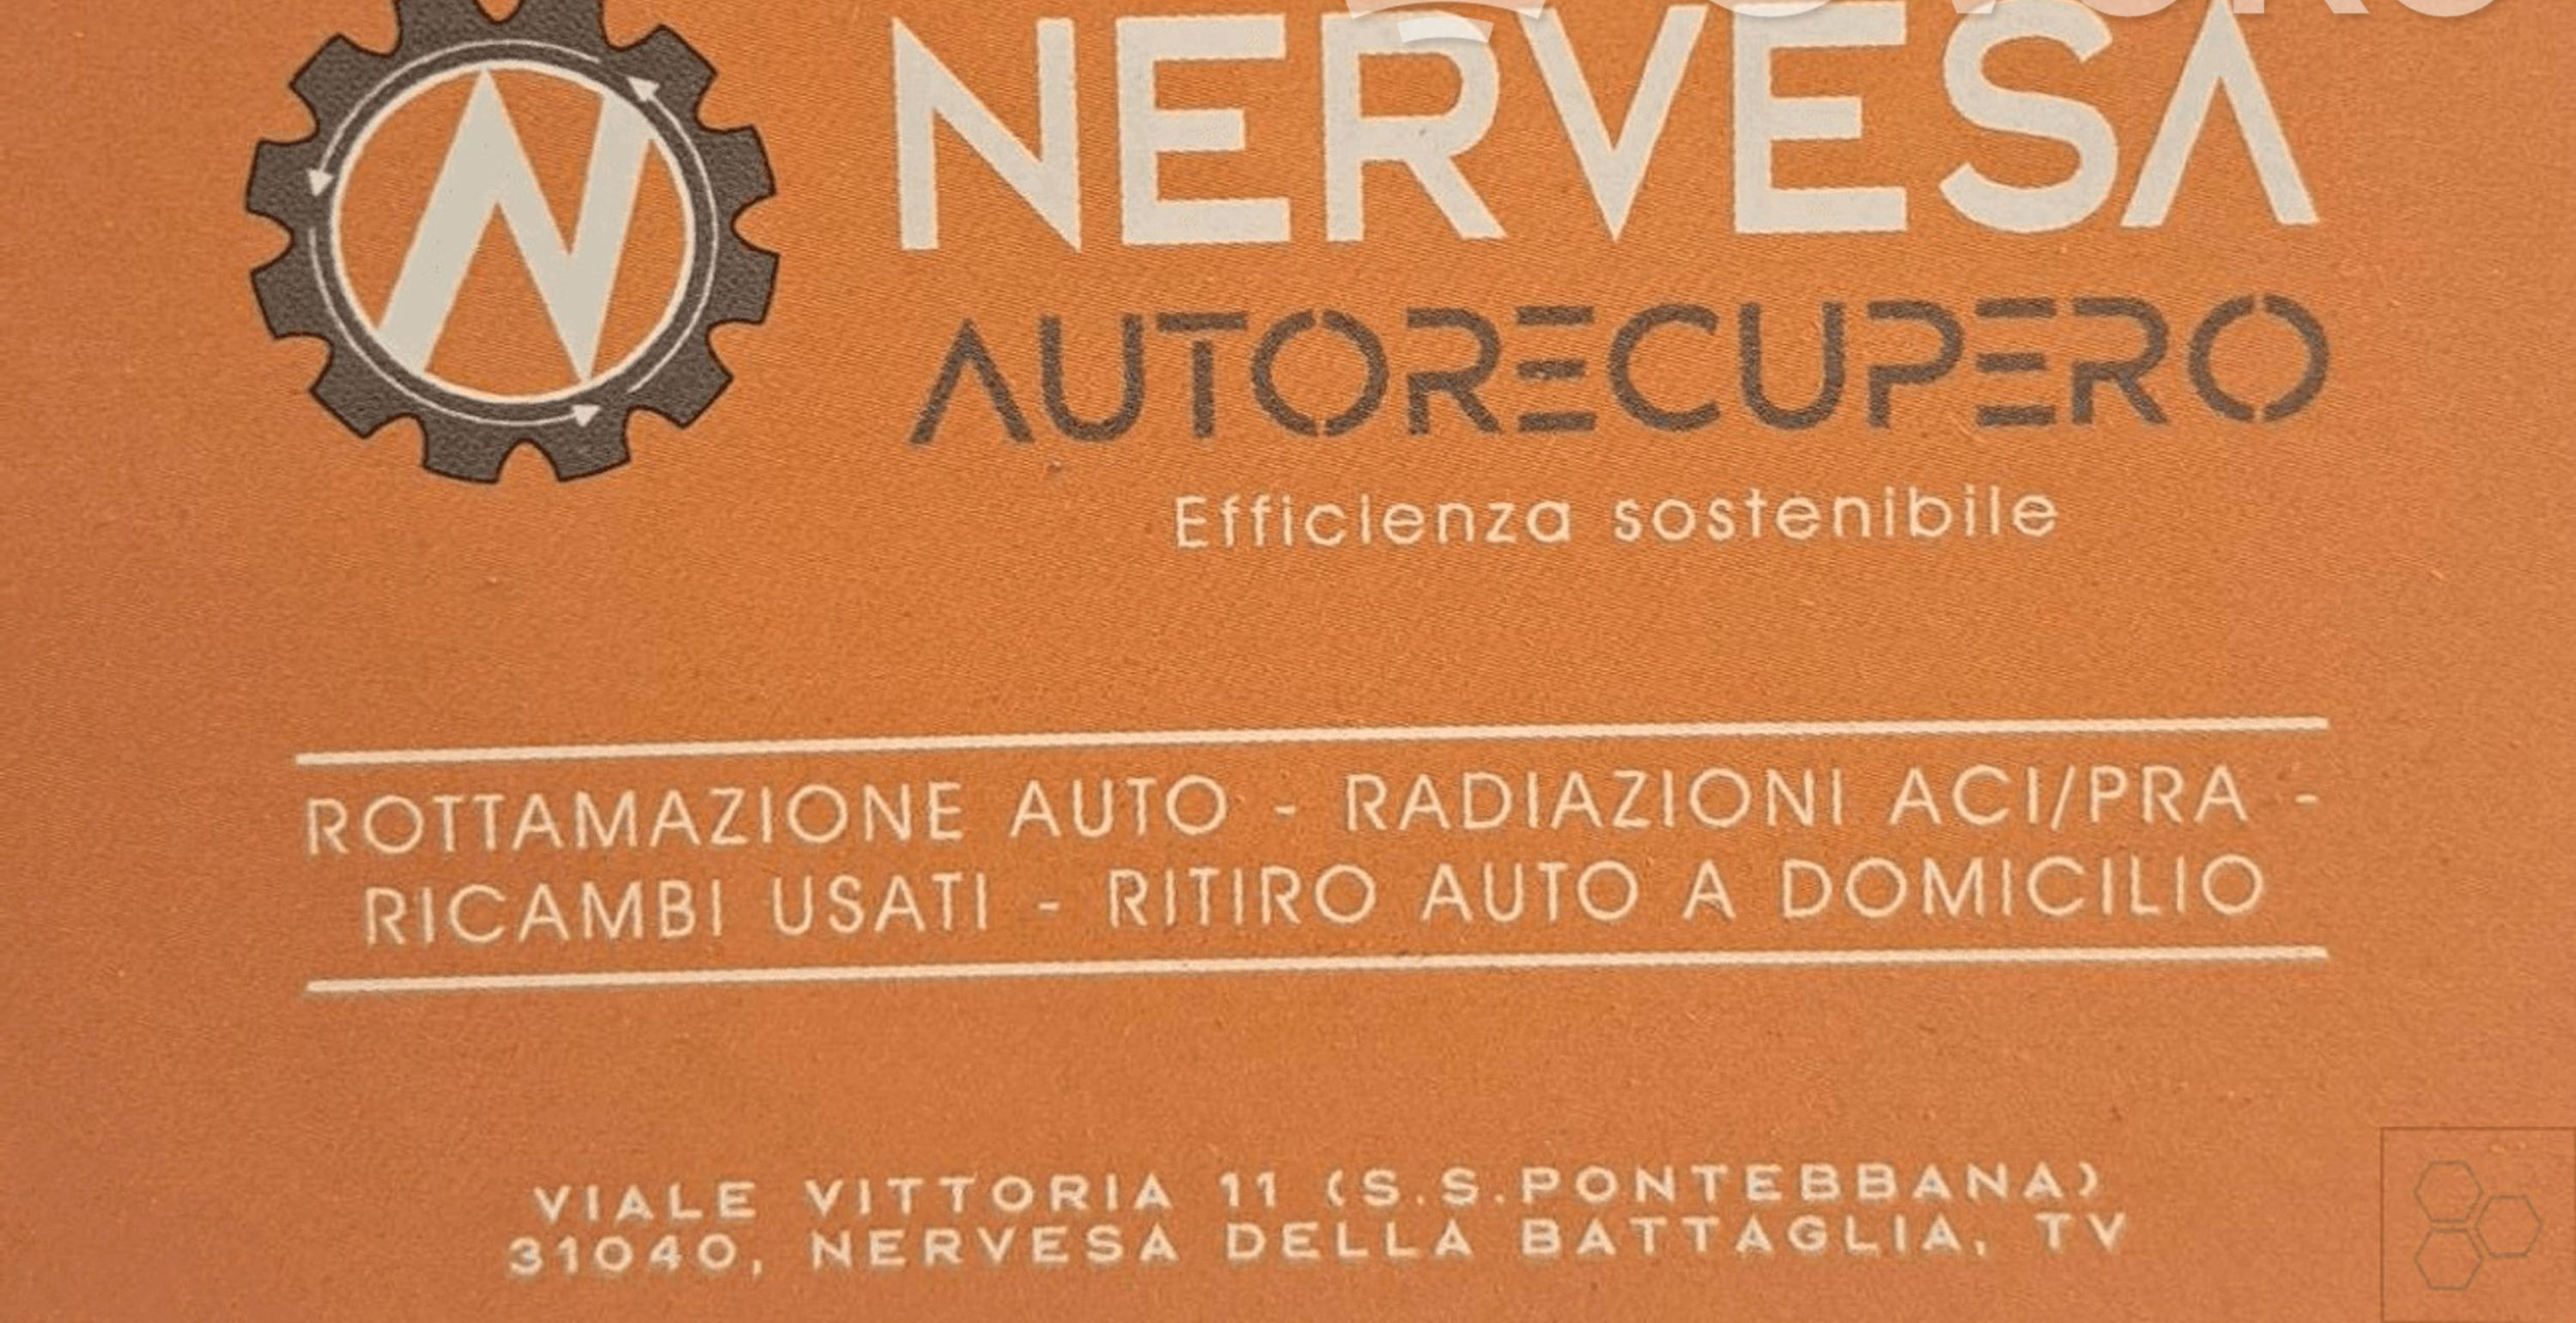 NERVESA
AUTORECUPERO
Efficienza sostenibile
ROTTAMAZIONE AUTO - RADIAZIONI ACI/PRA -
RICAMBI USATI - RITIRO AUTO A DOMICILIO
VIALE VITTORIA 11 (S.S.PONTEBBANA)
31040, NERVESA DELLA BATTAGLIA, TV